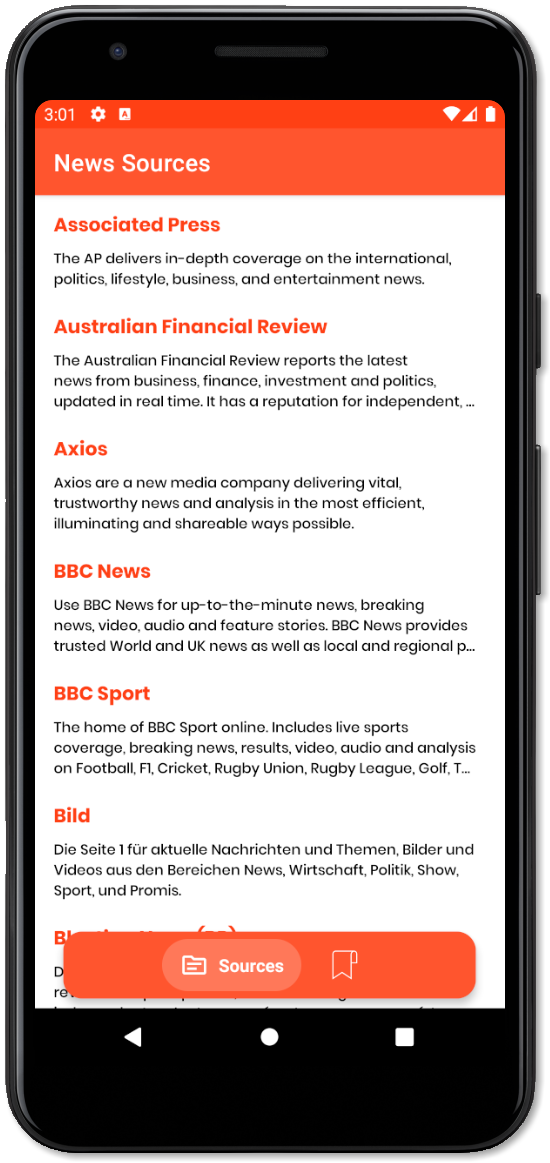 3:01
News Sources
Associated Press
The AP delivers in-depth coverage on the international,
politics, lifestyle, business, and entertainment news.
Australian Financial Review
The Australian Financial Review reports the latest
news from business, finance, investment and politics,
updated in real time. It has a reputation for independent, ...
Axios
Axios are a new media company delivering vital,
trustworthy news and analysis in the most efficient,
illuminating and shareable ways possible.
BBC News
Use BBC News for up-to-the-minute news, breaking
news, video, audio and feature stories. BBC News provides
trusted World and UK news as well as local and regional p...
BBC Sport
The home of BBC Sport online. Includes live sports
coverage, breaking news, results, video, audio and analysis
on Football, F1, Cricket, Rugby Union, Rugby League, Golf, T...
Bild
Die Seite 1 für aktuelle Nachrichten und Themen, Bilder und
Videos aus den Bereichen News, Wirtschaft, Politik, Show,
Sport, und Promis.
Sources